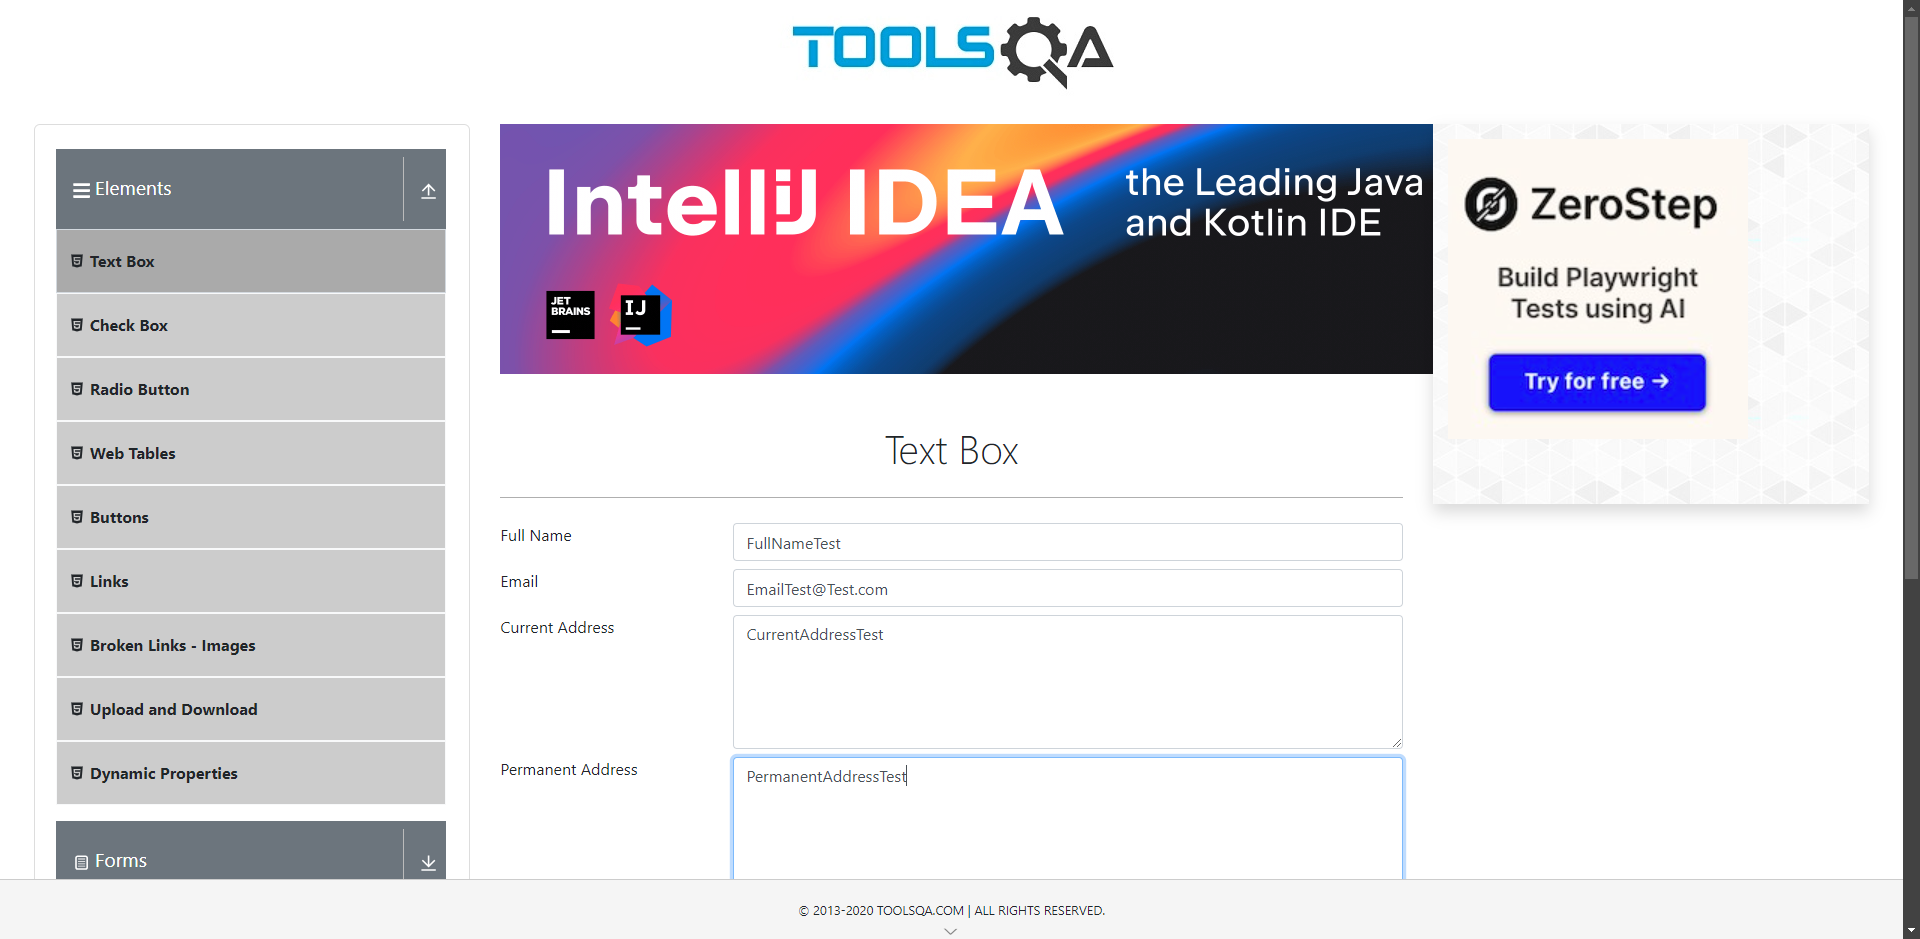 TOOLSQA
Elements
Text Box
Check Box
Radio Button
Web Tables
Buttons
Links
Broken Links - Images
Upload and Download
Dynamic Properties
Forms
IntelliJ IDEA
the Leading Java
and Kotlin IDE
JET
BRAINS
IJ
ZeroStep
Build Playwright
Tests using AI
Try for free →
Text Box
Full Name
FullNameTest
Email
EmailTest@Test.com
Current Address
CurrentAddressTest
Permanent Address
PermanentAddressTest
© 2013-2020 TOOLSQA.COM | ALL RIGHTS RESERVED.